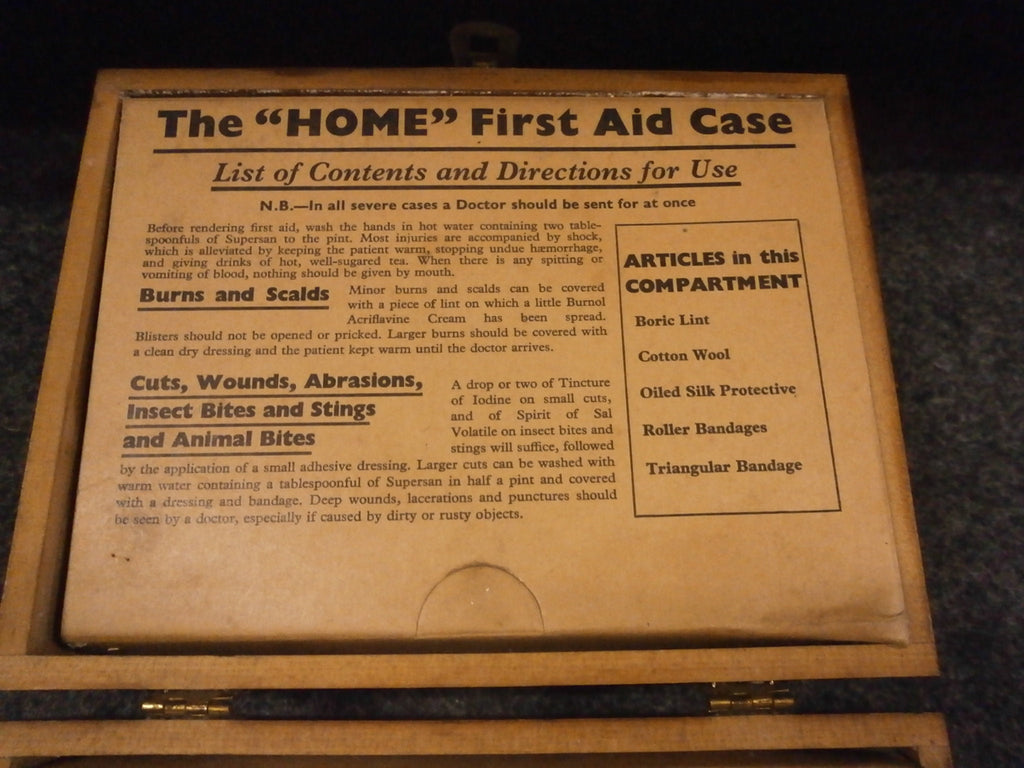 The “HOME” First Aid Case
List of Contents and Directions for Use
N.B.—In all severe cases a Doctor should be sent for at once
Before rendering first aid, wash the hands in hot water containing two table-
spoonfuls of Supersan to the pint. Most injuries are accompanied by shock,
which is alleviated by keeping the patient warm, stopping undue hæmorrhage,
and giving drinks of hot, well-sugared tea. When there is any spitting or
vomiting of blood, nothing should be given by mouth.
Burns and Scalds
Minor burns and scalds can be covered
with a piece of lint on which a little Burnol
Acriflavine Cream has been spread.
Blisters should not be opened or pricked. Larger burns should be covered with
a clean dry dressing and the patient kept warm until the doctor arrives.
Cuts, Wounds, Abrasions,
Insect Bites and Stings
and Animal Bites
A drop or two of Tincture
of Iodine on small cuts,
and of Spirit of Sal
Volatile on insect bites and
stings will suffice, followed
by the application of a small adhesive dressing. Larger cuts can be washed with
warm water containing a tablespoonful of Supersan in half a pint and covered
with a dressing and bandage. Deep wounds, lacerations and punctures should
be seen by a doctor, especially if caused by dirty or rusty objects.
ARTICLES in this
COMPARTMENT
Boric Lint
Cotton Wool
Oiled Silk Protective
Roller Bandages
Triangular Bandage